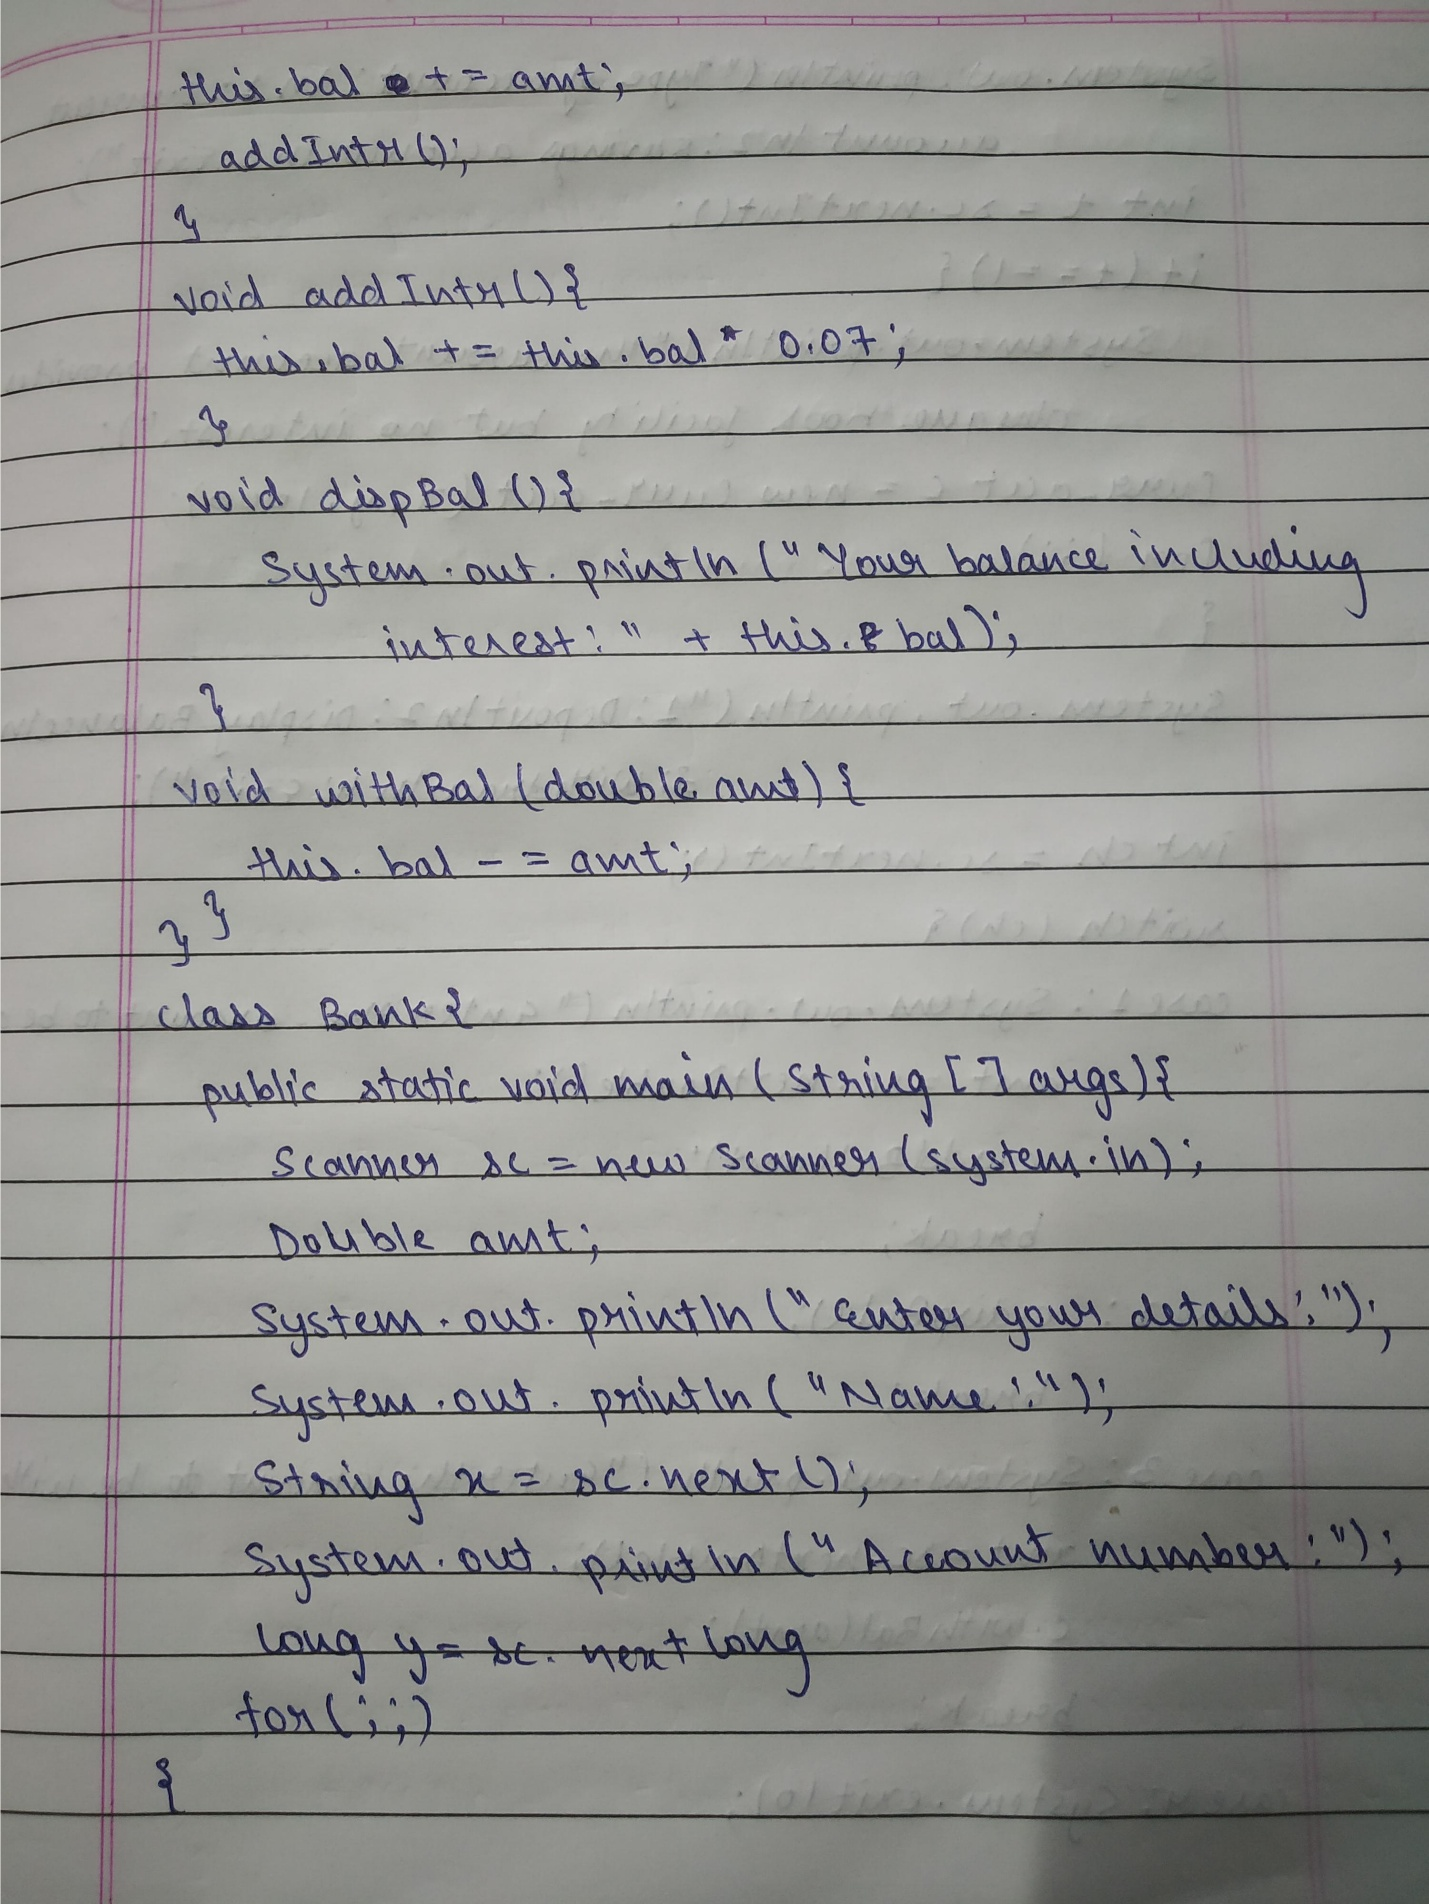 this.bal += amt;
addIntr();
}
void addIntr(){
this.bal += this.bal * 0.07;
}
void dispBal(){
System.out.println("Your balance including
interest:" + this.bal);
}
void withBal(double amt){
this.bal -= amt;
} }
class Bank{
public static void main(String[] args){
Scanner sc = new Scanner(system.in);
Double amt;
System.out.println("Enter your details:");
System.out.println("Name:");
String x = sc.next();
System.out.println("Account number:");
long y = sc.next long
for(;;)
{